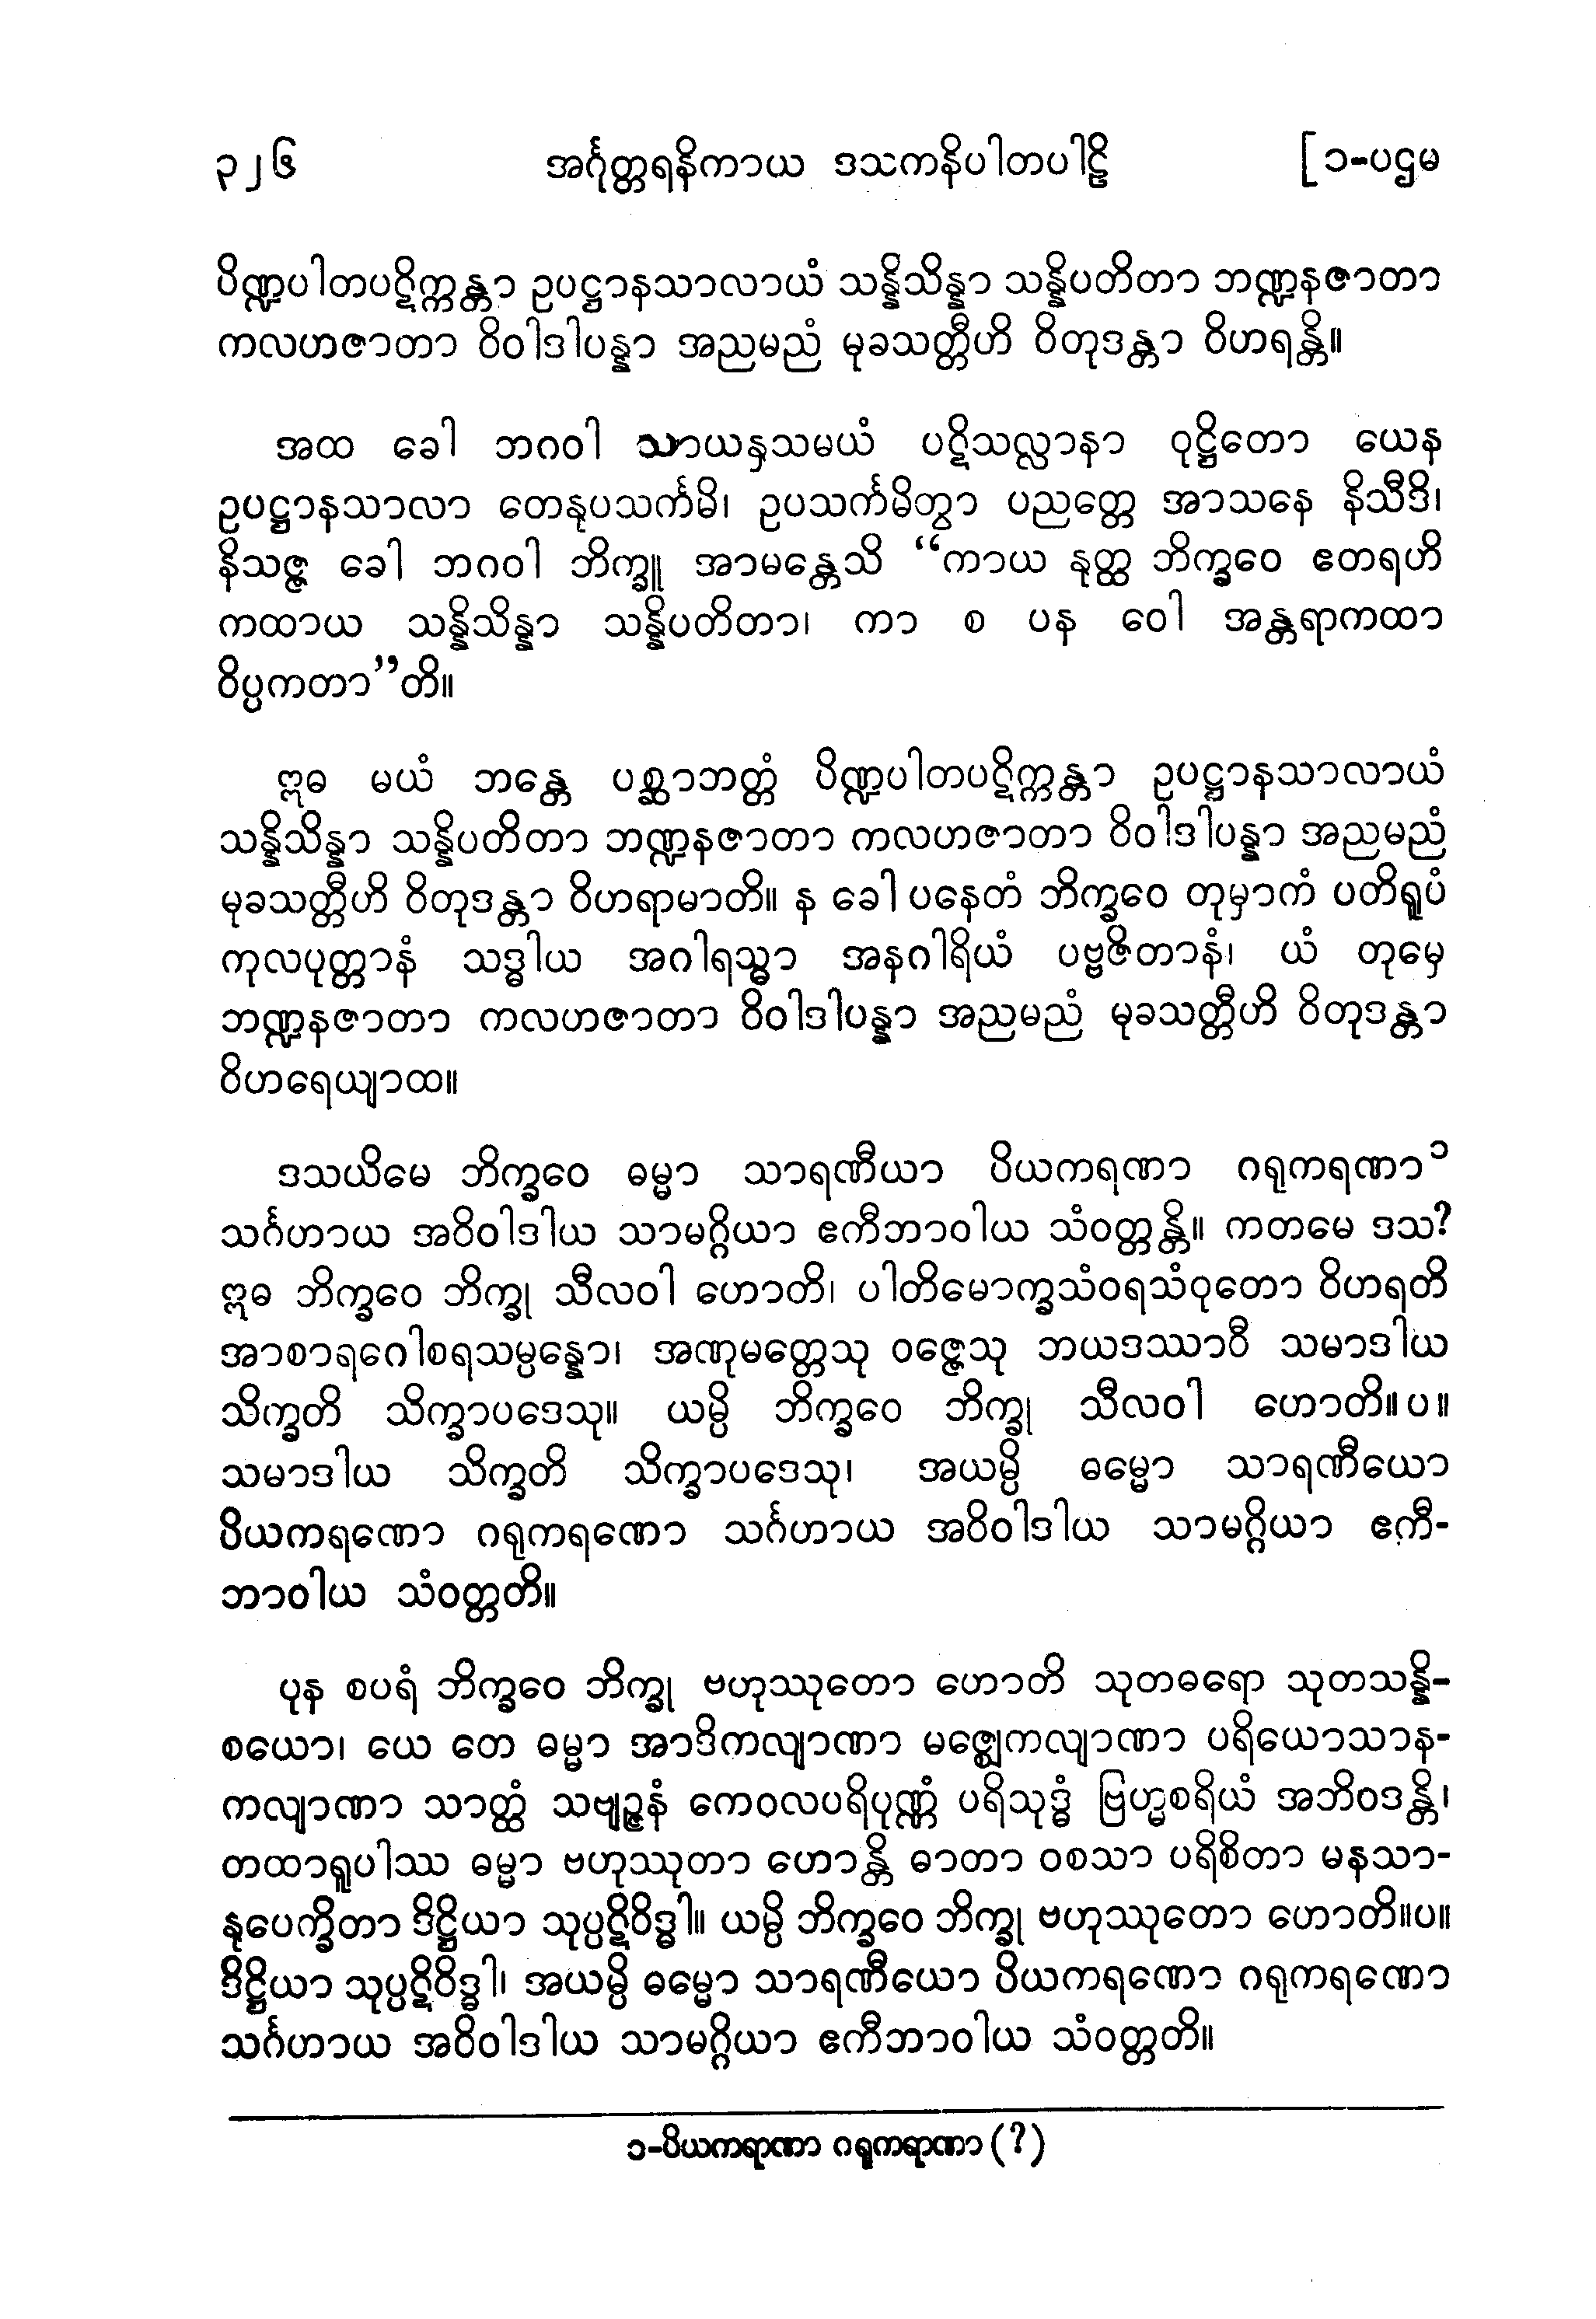 ၃၂၆ အင်္ဂုတ္တရနိကာယ ဒသကနိပါတပါဠိ [ ၁-ပဌမ
ပိဏ္ဍပါတပဋိက္ကန္တာ ဥပဋ္ဌာနသာလာယံ သန္နိသိန္နာ သန္နိပတိတာ ဘဏ္ဍနဇာတာ
ကလဟဇာတာ ဝိဝါဒါပန္နာ အညမညံ မုခသတ္တီဟိ ဝိတုဒန္တာ ဝိဟရန္တိ။
အထ ခေါ ဘဂဝါ သာယနှသမယံ ပဋိသလ္လာနာ ဝုဋ္ဌိတော ယေန
ဥပဋ္ဌာနသာလာ တေနုပသင်္ကမိ၊ ဥပသင်္ကမိတွာ ပညတ္တေ အာသနေ နိသီဒိ၊
နိသဇ္ဇ ခေါ ဘဂဝါ ဘိက္ခူ အာမန္တေသိ “ကာယ နုတ္ထ ဘိက္ခဝေ ဧတရဟိ
ကထာယ သန္နိသိန္နာ သန္နိပတိတာ၊ ကာ စ ပန ဝေါ အန္တရာကထာ
ဝိပ္ပကတာ”တိ။
ဣဓ မယံ ဘန္တေ ပစ္ဆာဘတ္တံ ပိဏ္ဍပါတပဋိက္ကန္တာ ဥပဋ္ဌာနသာလာယံ
သန္နိသိန္နာ သန္နိပတိတာ ဘဏ္ဍနဇာတာ ကလဟဇာတာ ဝိဝါဒါပန္နာ အညမညံ
မုခသတ္တီဟိ ဝိတုဒန္တာ ဝိဟရာမာတိ။ န ခေါ ပနေတံ ဘိက္ခဝေ တုမှာကံ ပတိရူပံ
ကုလပုတ္တာနံ သဒ္ဓါယ အဂါရသ္မာ အနဂါရိယံ ပဗ္ဗဇိတာနံ၊ ယံ တုမှေ
ဘဏ္ဍနဇာတာ ကလဟဇာတာ ဝိဝါဒါပန္နာ အညမညံ မုခသတ္တီဟိ ဝိတုဒန္တာ
ဝိဟရေယျာထ။
ဒသယိမေ ဘိက္ခဝေ ဓမ္မာ သာရဏီယာ ပိယကရဏာ ဂရုကရဏာ ၁
သင်္ဂဟာယ အဝိဝါဒါယ သာမဂ္ဂိယာ ဧကီဘာဝါယ သံဝတ္တန္တိ။ ကတမေ ဒသ?
ဣဓ ဘိက္ခဝေ ဘိက္ခု သီလဝါ ဟောတိ၊ ပါတိမောက္ခသံဝရသံဝုတော ဝိဟရတိ
အာစာရဂေါစရသမ္ပန္နော၊ အဏုမတ္တေသု ဝဇ္ဇေသု ဘယဒဿာဝီ သမာဒါယ
သိက္ခတိ သိက္ခာပဒေသု။ ယမ္ပိ ဘိက္ခဝေ ဘိက္ခု သီလဝါ ဟောတိ။ပ။
သမာဒါယ သိက္ခတိ သိက္ခာပဒေသု၊ အယမ္ပိ ဓမ္မော သာရဏီယော
ပိယကရဏော ဂရုကရဏော သင်္ဂဟာယ အဝိဝါဒါယ သာမဂ္ဂိယာ ဧကီ-
ဘာဝါယ သံဝတ္တတိ။
ပုန စပရံ ဘိက္ခဝေ ဘိက္ခု ဗဟုဿုတော ဟောတိ သုတဓရော သုတသန္နိ-
စယော၊ ယေ တေ ဓမ္မာ အာဒိကလျာဏာ မဇ္ဈေကလျာဏာ ပရိယောသာန-
ကလျာဏာ သာတ္ထံ သဗျဉ္ဇနံ ကေဝလပရိပုဏ္ဏံ ပရိသုဒ္ဓံ ဗြဟ္မစရိယံ အဘိဝဒန္တိ၊
တထာရူပါဿ ဓမ္မာ ဗဟုဿုတာ ဟောန္တိ ဓာတာ ဝစသာ ပရိစိတာ မနသာ-
နုပေက္ခိတာ ဒိဋ္ဌိယာ သုပ္ပဋိဝိဒ္ဓါ။ ယမ္ပိ ဘိက္ခဝေ ဘိက္ခု ဗဟုဿုတော ဟောတိ။ပ။
ဒိဋ္ဌိယာ သုပ္ပဋိဝိဒ္ဓါ၊ အယမ္ပိ ဓမ္မော သာရဏီယော ပိယကရဏော ဂရုကရဏော
သင်္ဂဟာယ အဝိဝါဒါယ သာမဂ္ဂိယာ ဧကီဘာဝါယ သံဝတ္တတိ။
၁-ပိယကရာဏာ ဂရုကရာဏာ (?)